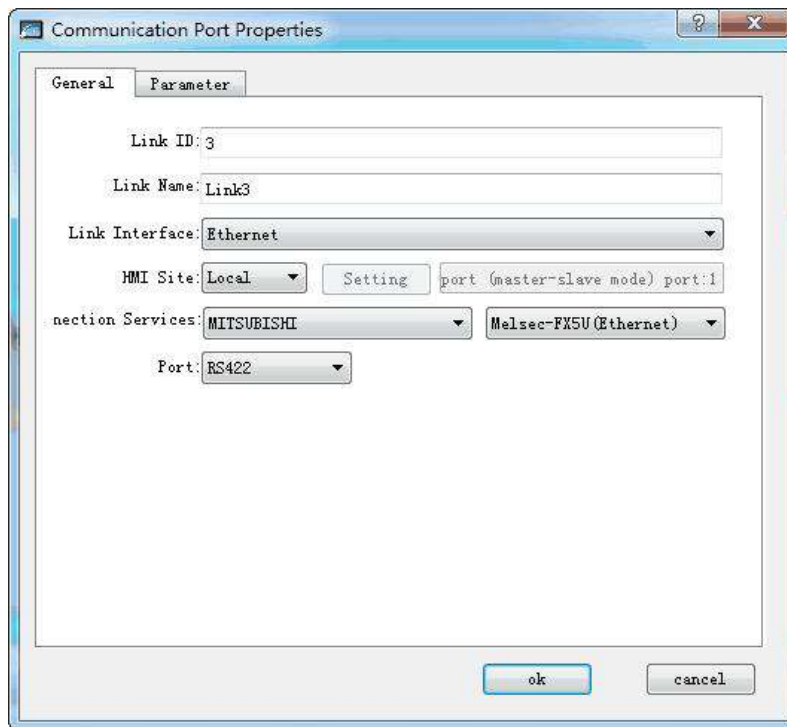 Communication Port Properties
General Parameter
Link ID: 3
Link Name: Link3
Link Interface: Ethernet
HMI Site: Local Setting port (master-slave mode) port:1
nection Services: MITSUBISHI Melsec-FX5U(Ethernet)
Port: RS422
ok cancel